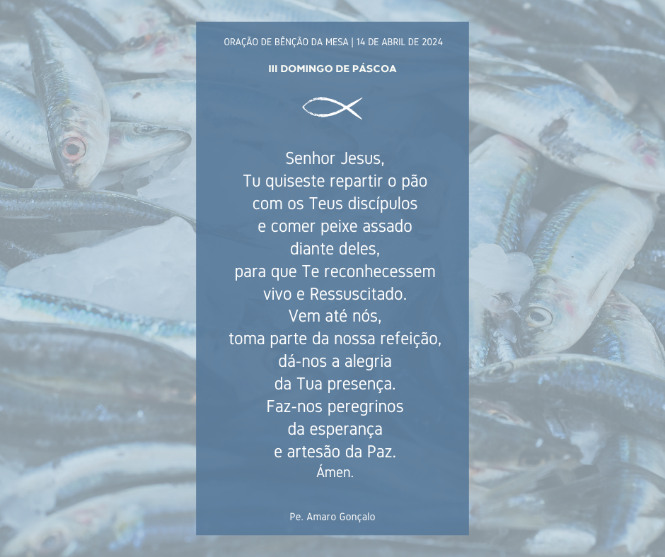 ORAÇÃO DE BÊNÇÃO DA MESA | 14 DE ABRIL DE 2024
III DOMINGO DE PÁSCOA
Senhor Jesus,
Tu quiseste repartir o pão
com os Teus discípulos
e comer peixe assado
diante deles,
para que Te reconhecessem
vivo e Ressuscitado.
Vem até nós,
toma parte da nossa refeição,
dá-nos a alegria
da Tua presença.
Faz-nos peregrinos
da esperança
e artesão da Paz.
Ámen.
Pe. Amaro Gonçalo